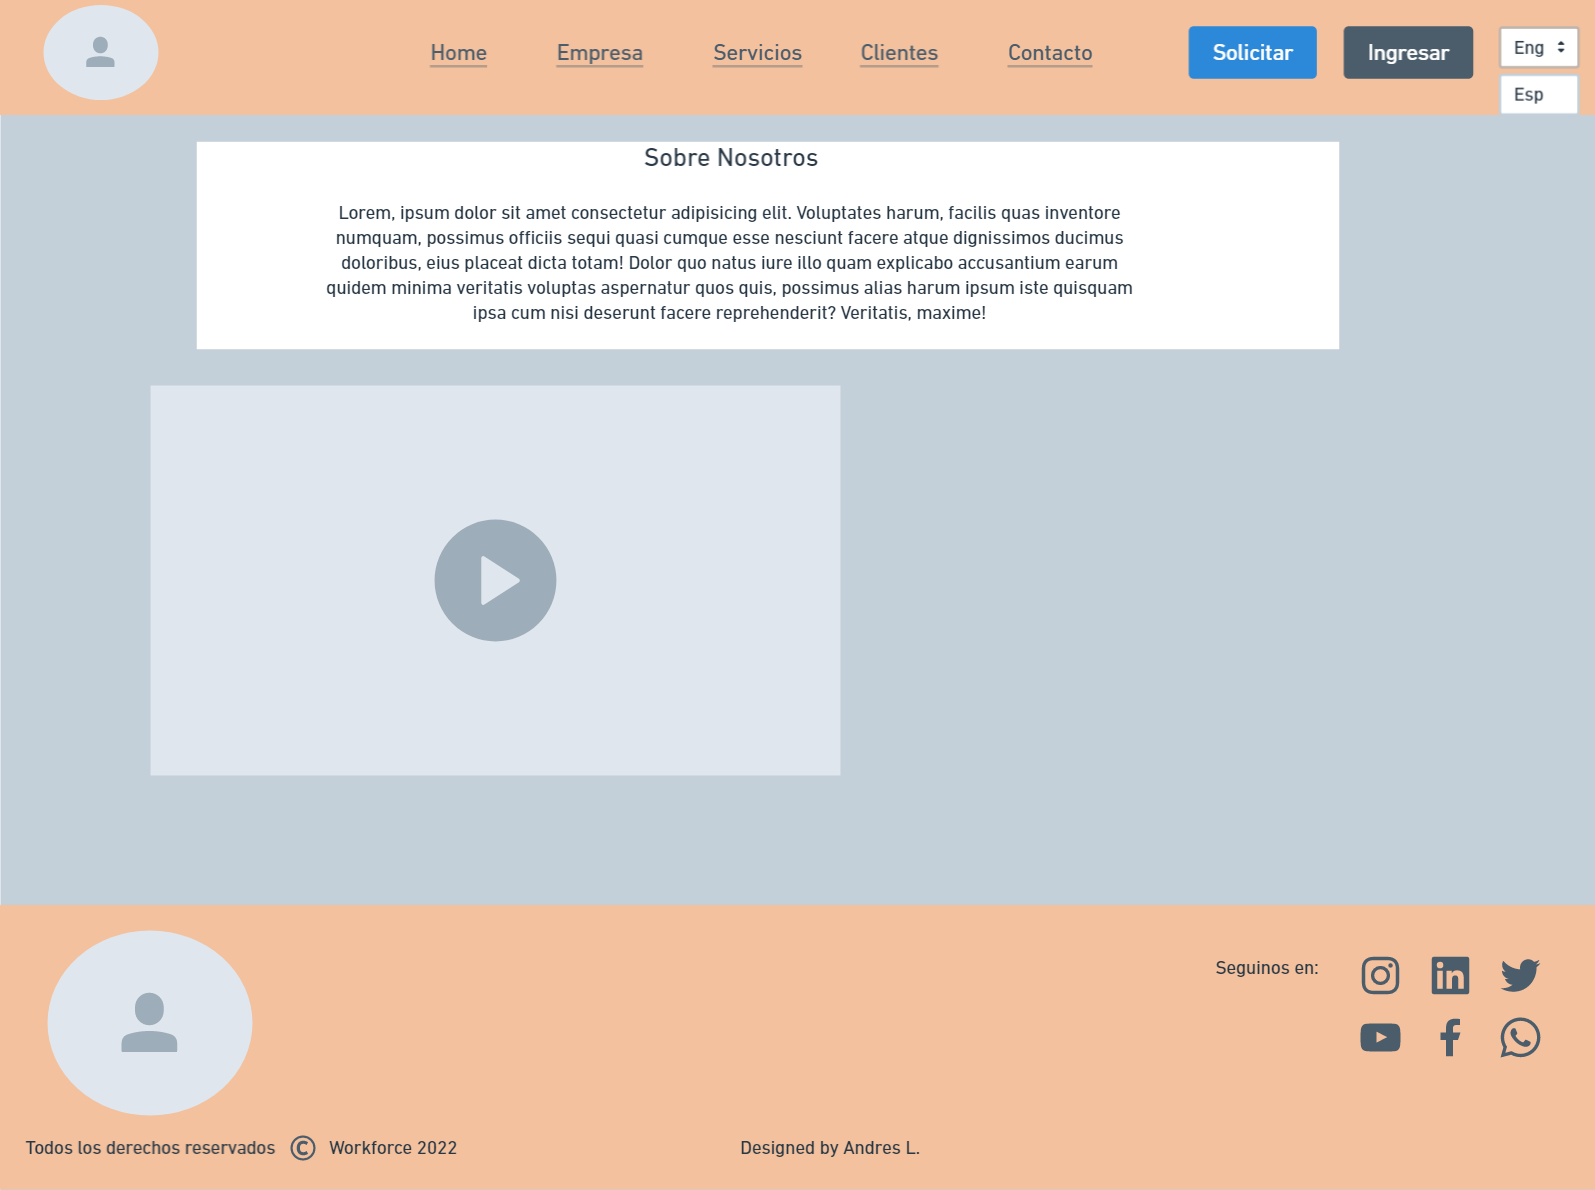 Home
Empresa
Servicios
Clientes
Contacto
Solicitar
Ingresar
Eng
Esp
Sobre Nosotros
Lorem, ipsum dolor sit amet consectetur adipisicing elit. Voluptates harum, facilis quas inventore
numquam, possimus officiis sequi quasi cumque esse nesciunt facere atque dignissimos ducimus
doloribus, eius placeat dicta totam! Dolor quo natus iure illo quam explicabo accusantium earum
quidem minima veritatis voluptas aspernatur quos quis, possimus alias harum ipsum iste quisquam
ipsa cum nisi deserunt facere reprehenderit? Veritatis, maxime!
Seguinos en:
Todos los derechos reservados © Workforce 2022
Designed by Andres L.